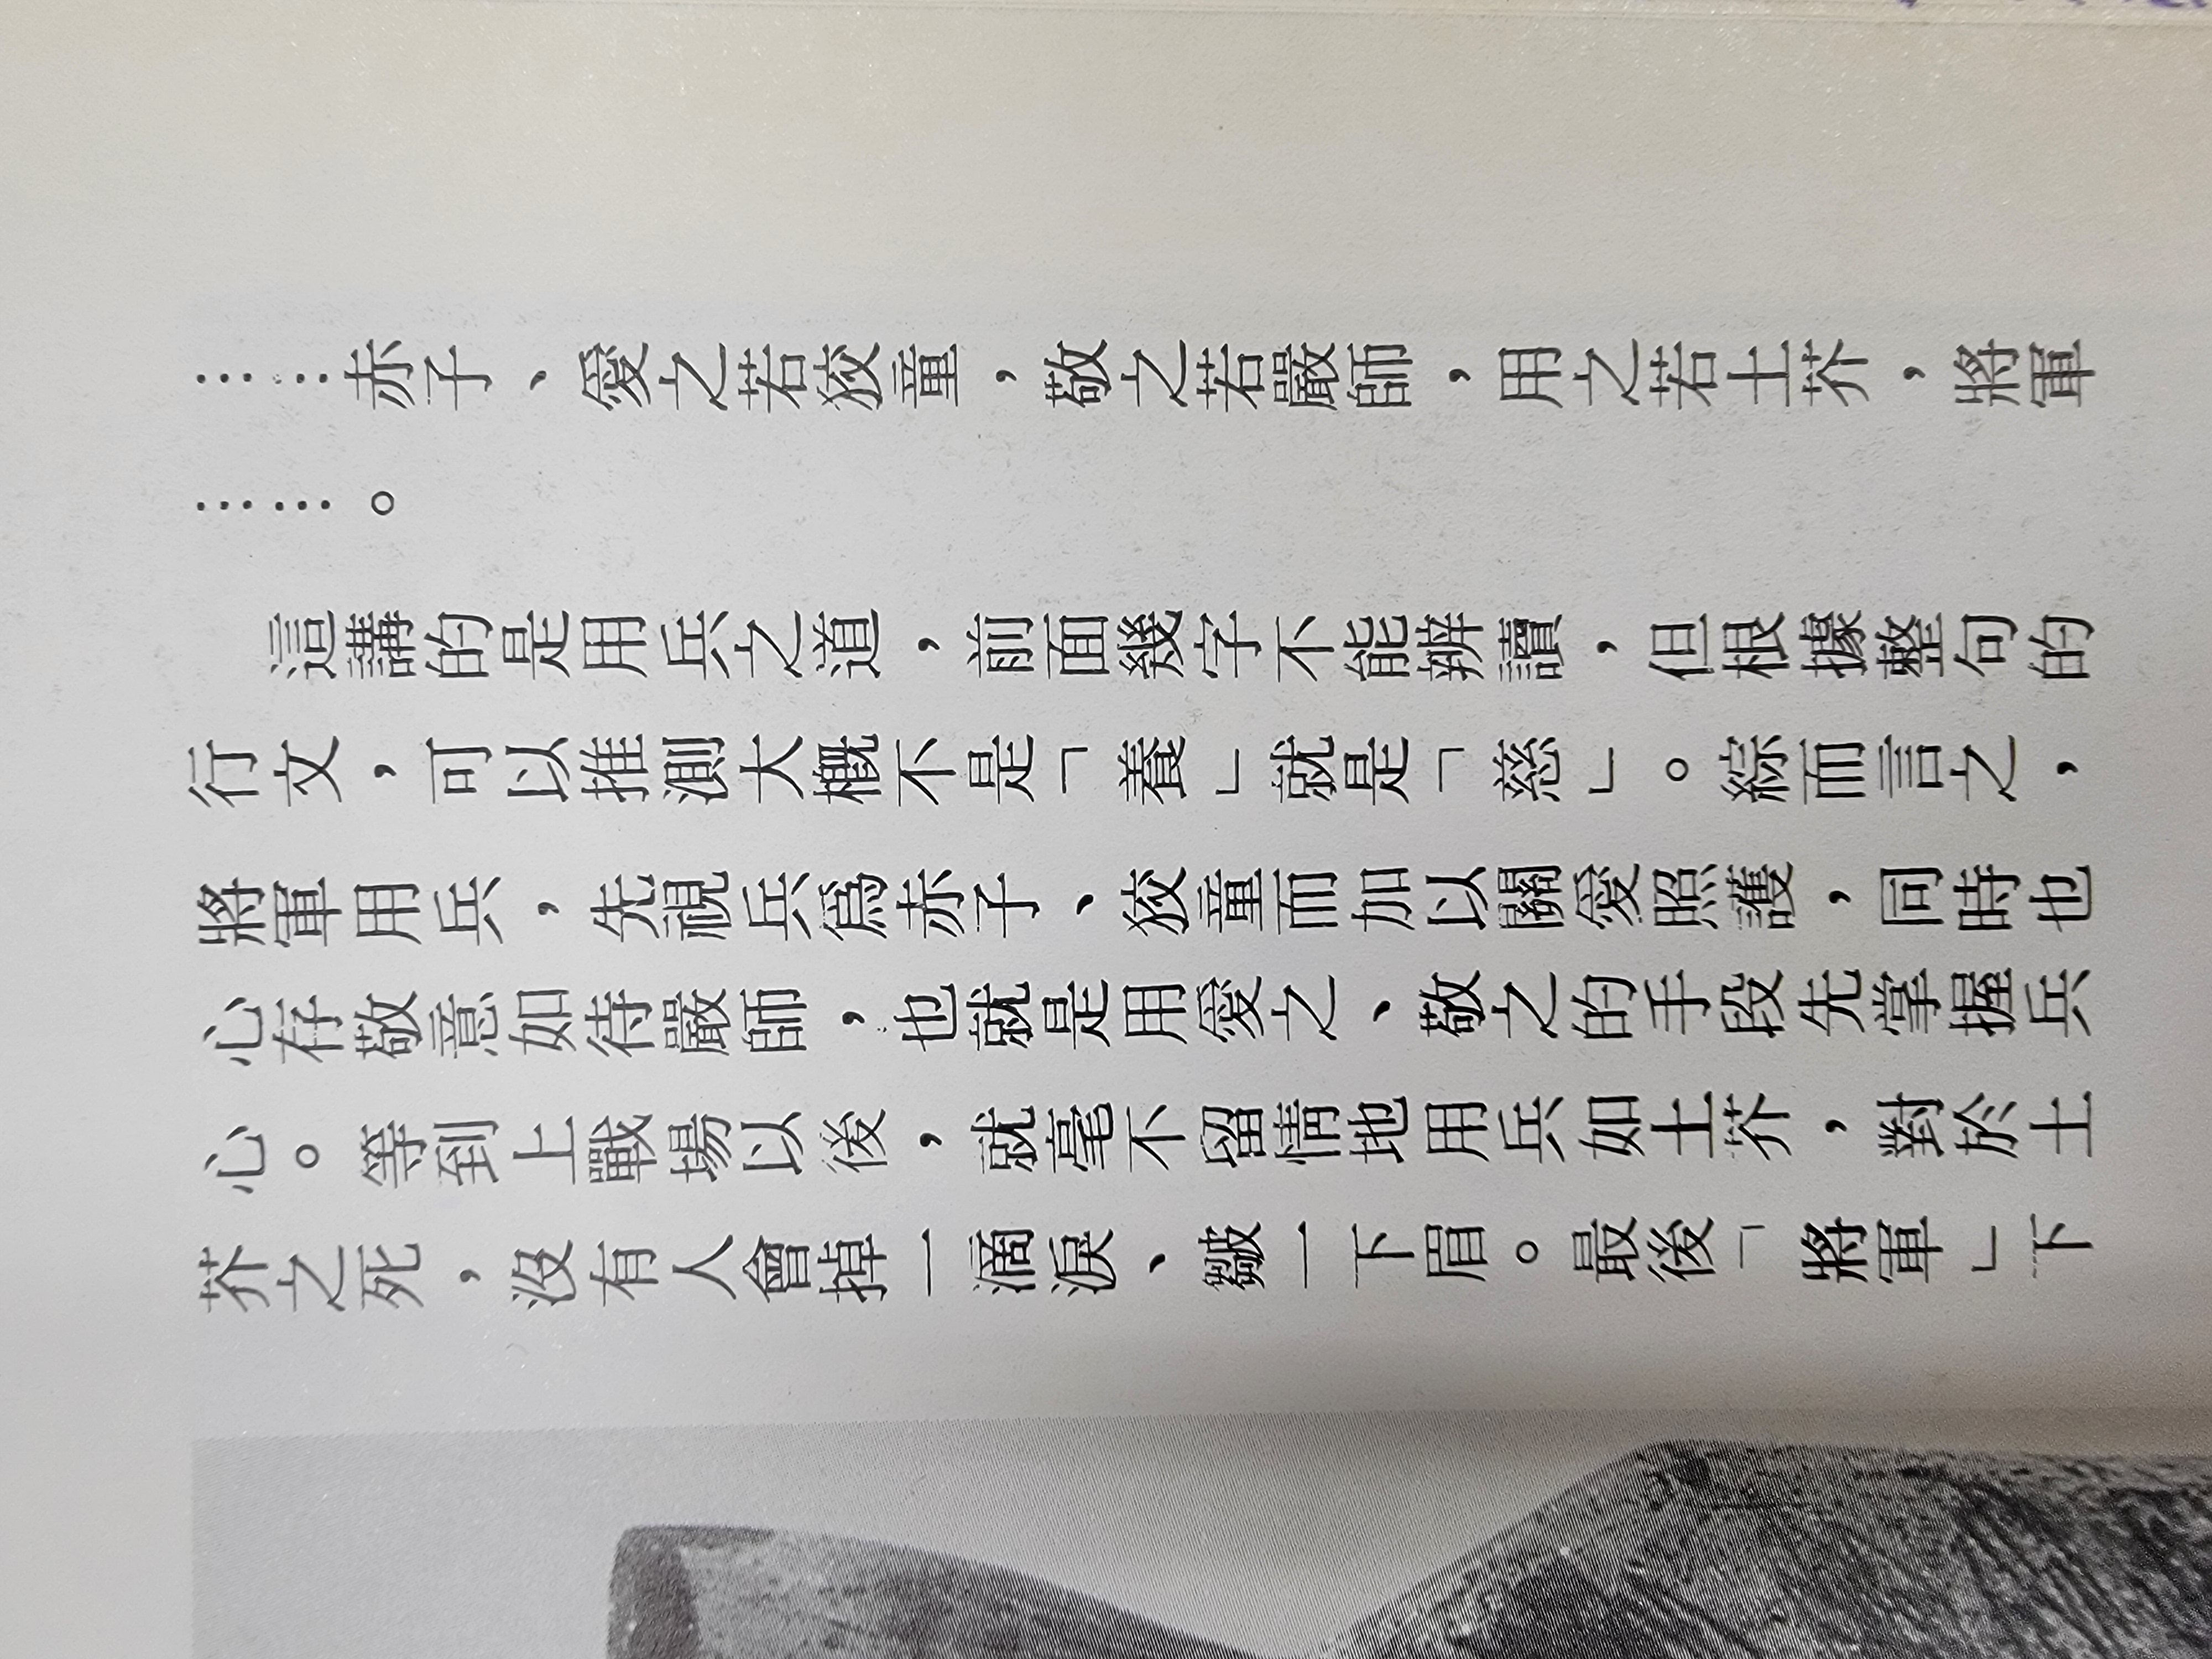 ……赤子、愛之若狡童，敬之若嚴師，用之若土芥，將軍
……。
這講的是用兵之道，前面幾字不能辨讀，但根據整句的
行文，可以推測大概不是「養」就是「慈」。綜而言之，
將軍用兵，先視兵爲赤子、狡童而加以關愛照護，同時也
心存敬意如待嚴師，也就是用愛之、敬之的手段先掌握兵
心。等到上戰場以後，就毫不留情地用兵如土芥，對於土
芥之死，沒有人會掉一滴淚、皺一下眉。最後「將軍」下